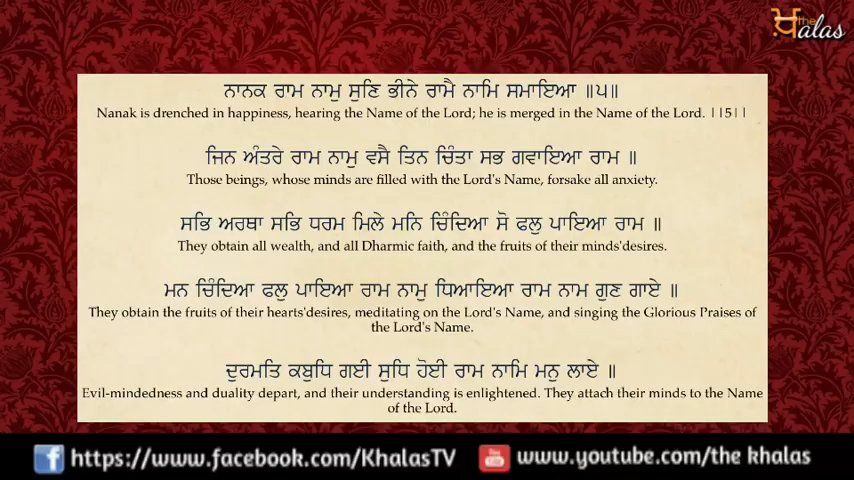 the
ਖalas
ਨਾਨਕ ਰਾਮ ਨਾਮੁ ਸੁਣਿ ਭੀਨੇ ਰਾਮੈ ਨਾਮਿ ਸਮਾਇਆ ॥੫॥
Nanak is drenched in happiness, hearing the Name of the Lord; he is merged in the Name of the Lord. ||5||
ਜਿਨ ਅੰਤਰੇ ਰਾਮ ਨਾਮੁ ਵਸੈ ਤਿਨ ਚਿੰਤਾ ਸਭ ਗਵਾਇਆ ਰਾਮ ॥
Those beings, whose minds are filled with the Lord's Name, forsake all anxiety.
ਸਭਿ ਅਰਥਾ ਸਭਿ ਧਰਮ ਮਿਲੇ ਮਨਿ ਚਿੰਦਿਆ ਸੋ ਫਲੁ ਪਾਇਆ ਰਾਮ ॥
They obtain all wealth, and all Dharmic faith, and the fruits of their minds'desires.
ਮਨ ਚਿੰਦਿਆ ਫਲੁ ਪਾਇਆ ਰਾਮ ਨਾਮੁ ਧਿਆਇਆ ਰਾਮ ਨਾਮ ਗੁਣ ਗਾਏ ॥
They obtain the fruits of their hearts'desires, meditating on the Lord's Name, and singing the Glorious Praises of
the Lord's Name.
ਦੁਰਮਤਿ ਕਬੁਧਿ ਗਈ ਸੁਧਿ ਹੋਈ ਰਾਮ ਨਾਮਿ ਮਨੁ ਲਾਏ ॥
Evil-mindedness and duality depart, and their understanding is enlightened. They attach their minds to the Name
of the Lord.
https://www.facebook.com/KhalasTV
You Tube www.youtube.com/the khalas